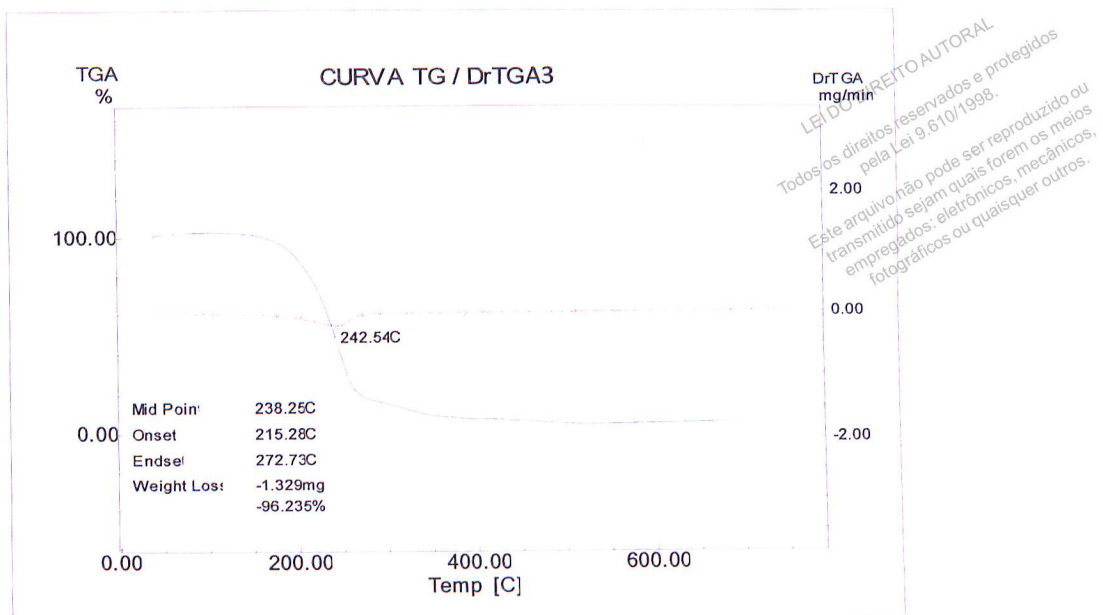 CURVA TG / DrTGA3
TGA
%
DrTGA
mg/min
LEI DO DIREITO AUTORAL
Todos os direitos reservados e protegidos
pela Lei 9.610/1998.
Este arquivo não pode ser reproduzido ou
transmitido sejam quais forem os meios
empregados: eletrônicos, mecânicos,
fotográficos ou quaisquer outros.
2.00
100.00
0.00
242.54C
Mid Poin
238.25C
0.00
Onset
215.28C
-2.00
Endse
272.73C
Weight Los
-1.329mg
-96.235%
0.00
200.00
400.00
600.00
Temp [C]